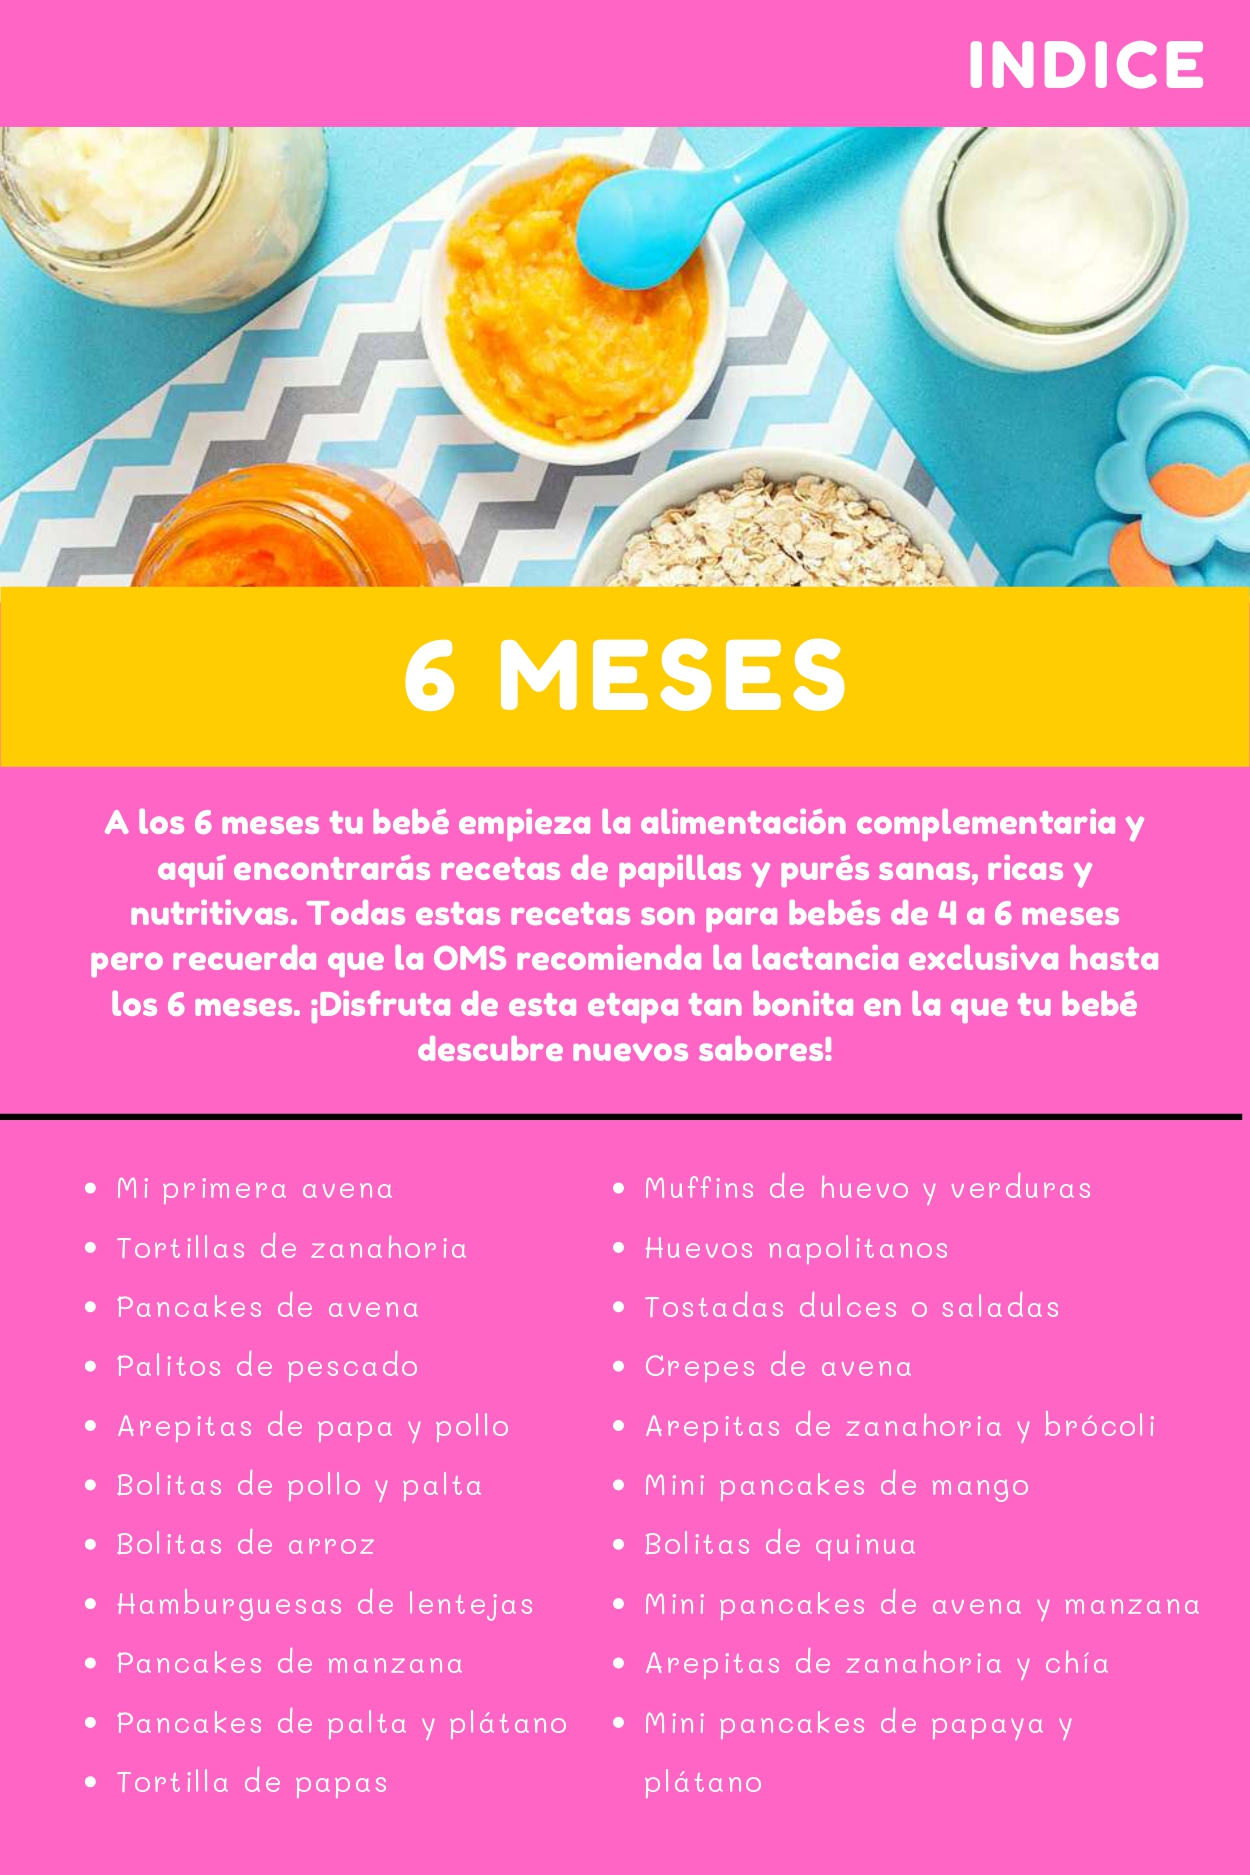 INDICE
6 MESES
A los 6 meses tu bebé empieza la alimentación complementaria y
aquí encontrarás recetas de papillas y purés sanas, ricas y
nutritivas. Todas estas recetas son para bebés de 4 a 6 meses
pero recuerda que la OMS recomienda la lactancia exclusiva hasta
los 6 meses. ¡Disfruta de esta etapa tan bonita en la que tu bebé
descubre nuevos sabores!
• Mi primera avena
• Tortillas de zanahoria
• Pancakes de avena
• Palitos de pescado
• Arepitas de papa y pollo
• Bolitas de pollo y palta
• Bolitas de arroz
• Hamburguesas de lentejas
• Pancakes de manzana
• Pancakes de palta y plátano
• Tortilla de papas
• Muffins de huevo y verduras
• Huevos napolitanos
• Tostadas dulces o saladas
• Crepes de avena
• Arepitas de zanahoria y brócoli
• Mini pancakes de mango
• Bolitas de quinua
• Mini pancakes de avena y manzana
• Arepitas de zanahoria y chía
• Mini pancakes de papaya y
plátano